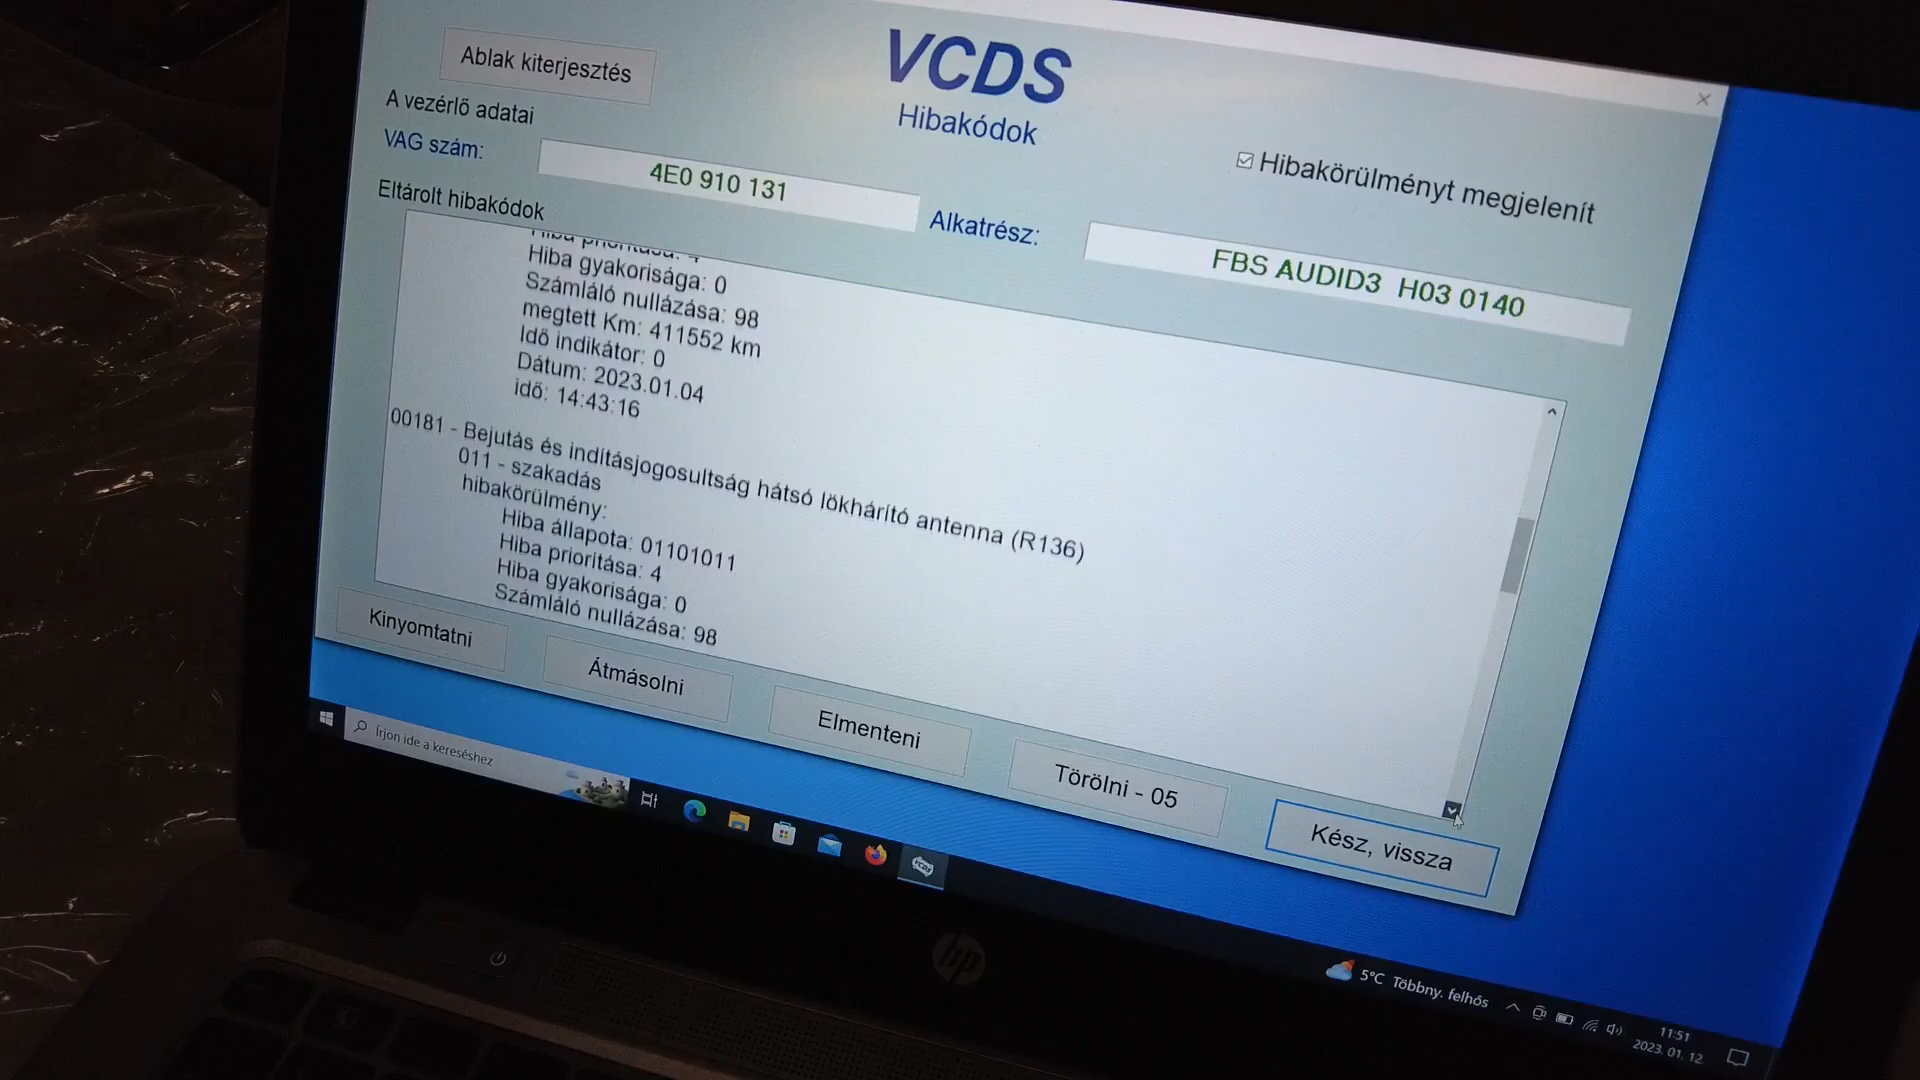 Ablak kiterjesztés
VCDS
Hibakódok
A vezérlő adatai
VAG szám:
4E0 910 131
Hibakörülményt megjelenít
Alkatrész:
FBS AUDID3 H03 0140
Eltárolt hibakódok
Hiba prioritása: 4
Hiba gyakorisága: 0
Számláló nullázása: 98
megtett Km: 411552 km
Idő indikátor: 0
Dátum: 2023.01.04
idő: 14:43:16
00181 - Bejutás és indításjogosultság hátsó lökhárító antenna (R136)
011 - szakadás
hibakörülmény:
Hiba állapota: 01101011
Hiba prioritása: 4
Hiba gyakorisága: 0
Számláló nullázása: 98
Kinyomtatni
Átmásolni
Elmenteni
Törölni - 05
Kész, vissza
Írjon ide a kereséshez
5°C Többny. felhős
11:51
2023. 01. 12.
hp